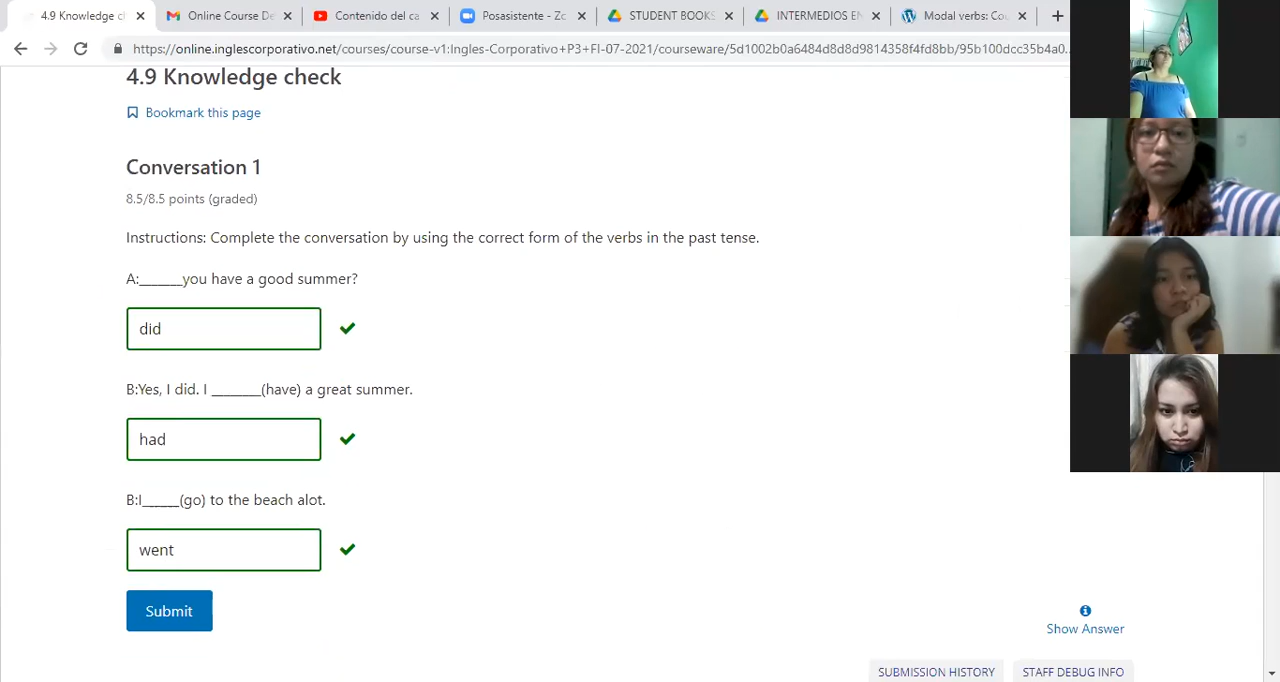 4.9 Knowledge ch
Online Course De
Contenido del ca
Posasistente - Zo
STUDENT BOOKS
INTERMEDIOS EN
Modal verbs: Cou
https://online.inglescorporativo.net/courses/course-v1:Ingles-Corporativo+P3+FI-07-2021/courseware/5d1002b0a6484d8d8d9814358f4fd8bb/95b100dcc35b4a0...
4.9 Knowledge check
Bookmark this page
Conversation 1
8.5/8.5 points (graded)
Instructions: Complete the conversation by using the correct form of the verbs in the past tense.
A:______you have a good summer?
did
B:Yes, I did. I _______(have) a great summer.
had
B:I_____(go) to the beach alot.
went
Submit
Show Answer
SUBMISSION HISTORY
STAFF DEBUG INFO